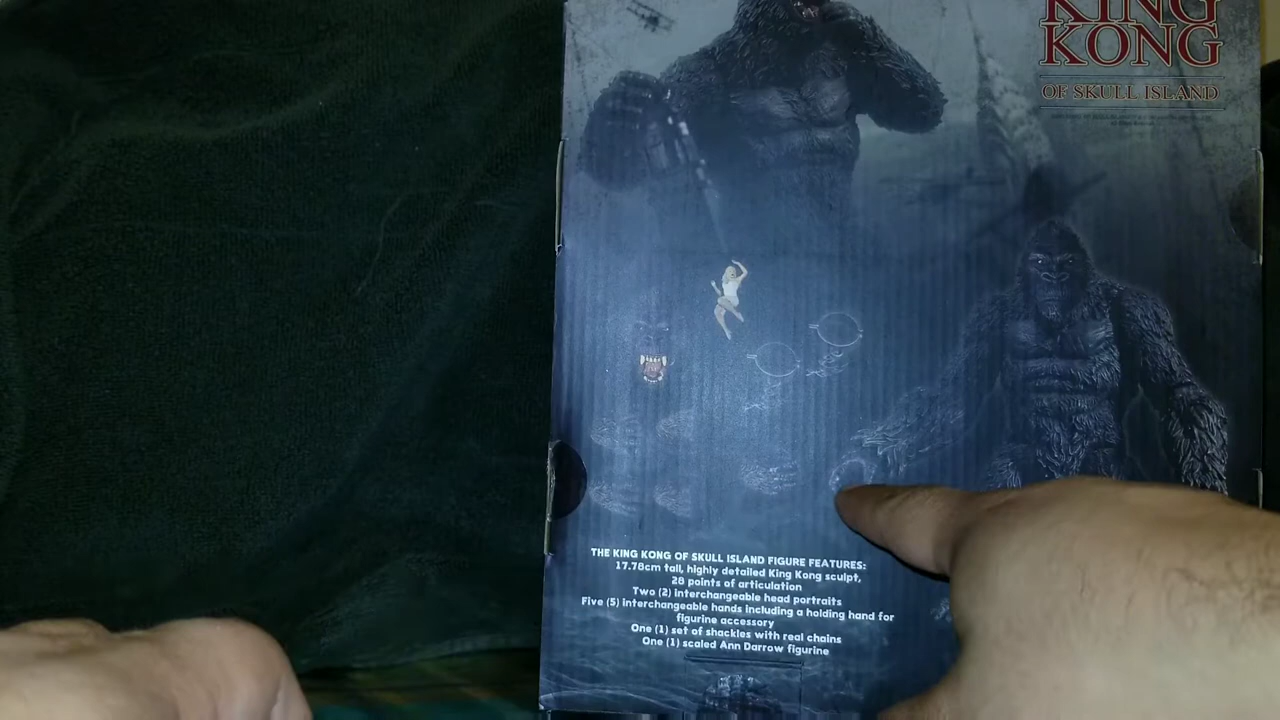 KING
KONG
OF SKULL ISLAND
THE KING KONG OF SKULL ISLAND FIGURE FEATURES:
17.78cm tall, highly detailed King Kong sculpt,
28 points of articulation
Two (2) interchangeable head portraits
Five (5) interchangeable hands including a holding hand for
figurine accessory
One (1) set of shackles with real chains
One (1) scaled Ann Darrow figurine